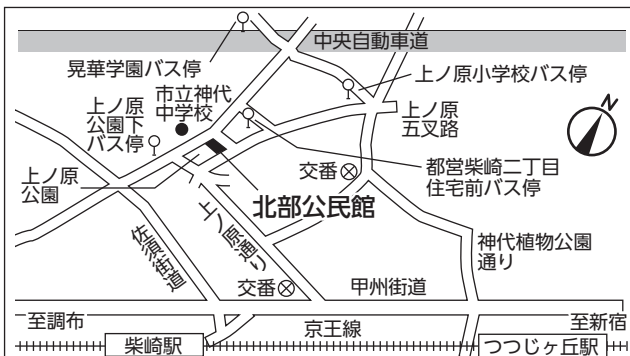 中央自動車道
晃華学園バス停
上ノ原小学校バス停
市立神代
中学校
上ノ原
公園下
バス停
上ノ原
五叉路
上ノ原
公園
交番
都営柴崎二丁目
住宅前バス停
北部公民館
佐須街道
上ノ原通り
神代植物公園
通り
交番
甲州街道
至調布
至新宿
京王線
柴崎駅
つつじヶ丘駅
N